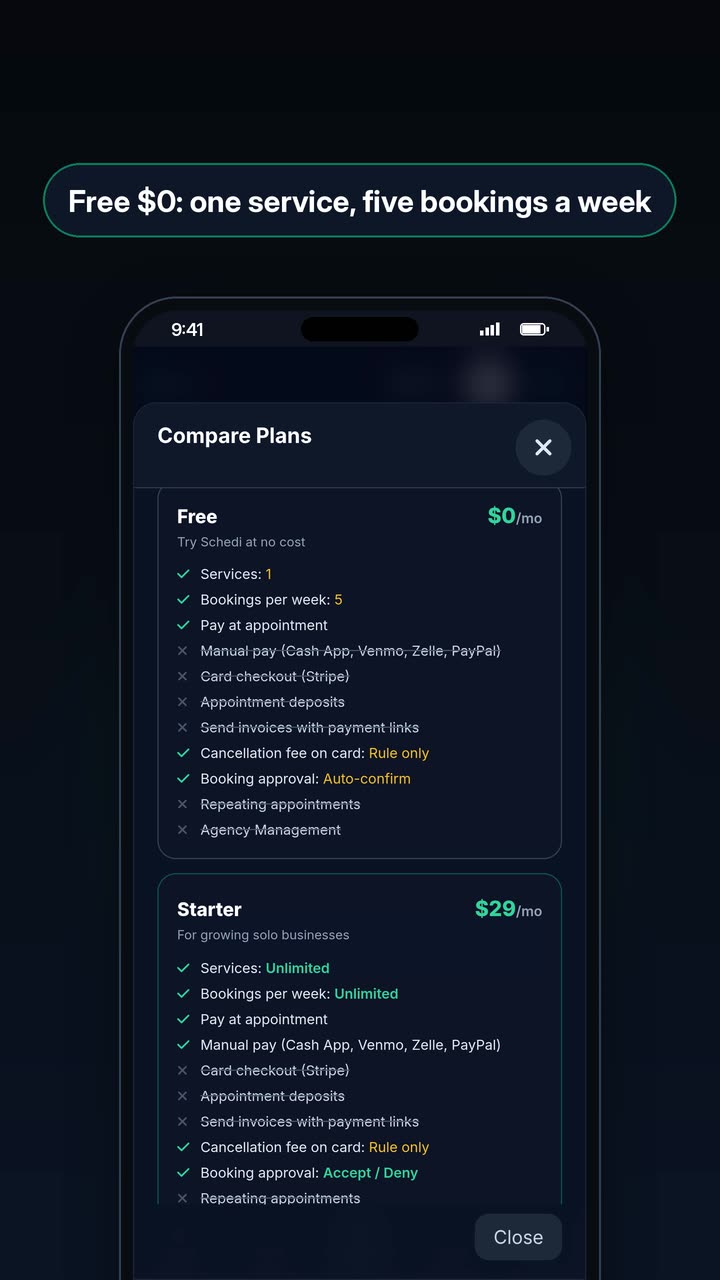 Free $0: one service, five bookings a week
9:41
Compare Plans
Free
$0/mo
Try Schedi at no cost
Services: 1
Bookings per week: 5
Pay at appointment
Manual pay (Cash App, Venmo, Zelle, PayPal)
Card checkout (Stripe)
Appointment deposits
Send invoices with payment links
Cancellation fee on card: Rule only
Booking approval: Auto-confirm
Repeating appointments
Agency Management
Starter
$29/mo
For growing solo businesses
Services: Unlimited
Bookings per week: Unlimited
Pay at appointment
Manual pay (Cash App, Venmo, Zelle, PayPal)
Card checkout (Stripe)
Appointment deposits
Send invoices with payment links
Cancellation fee on card: Rule only
Booking approval: Accept / Deny
Repeating appointments
Close